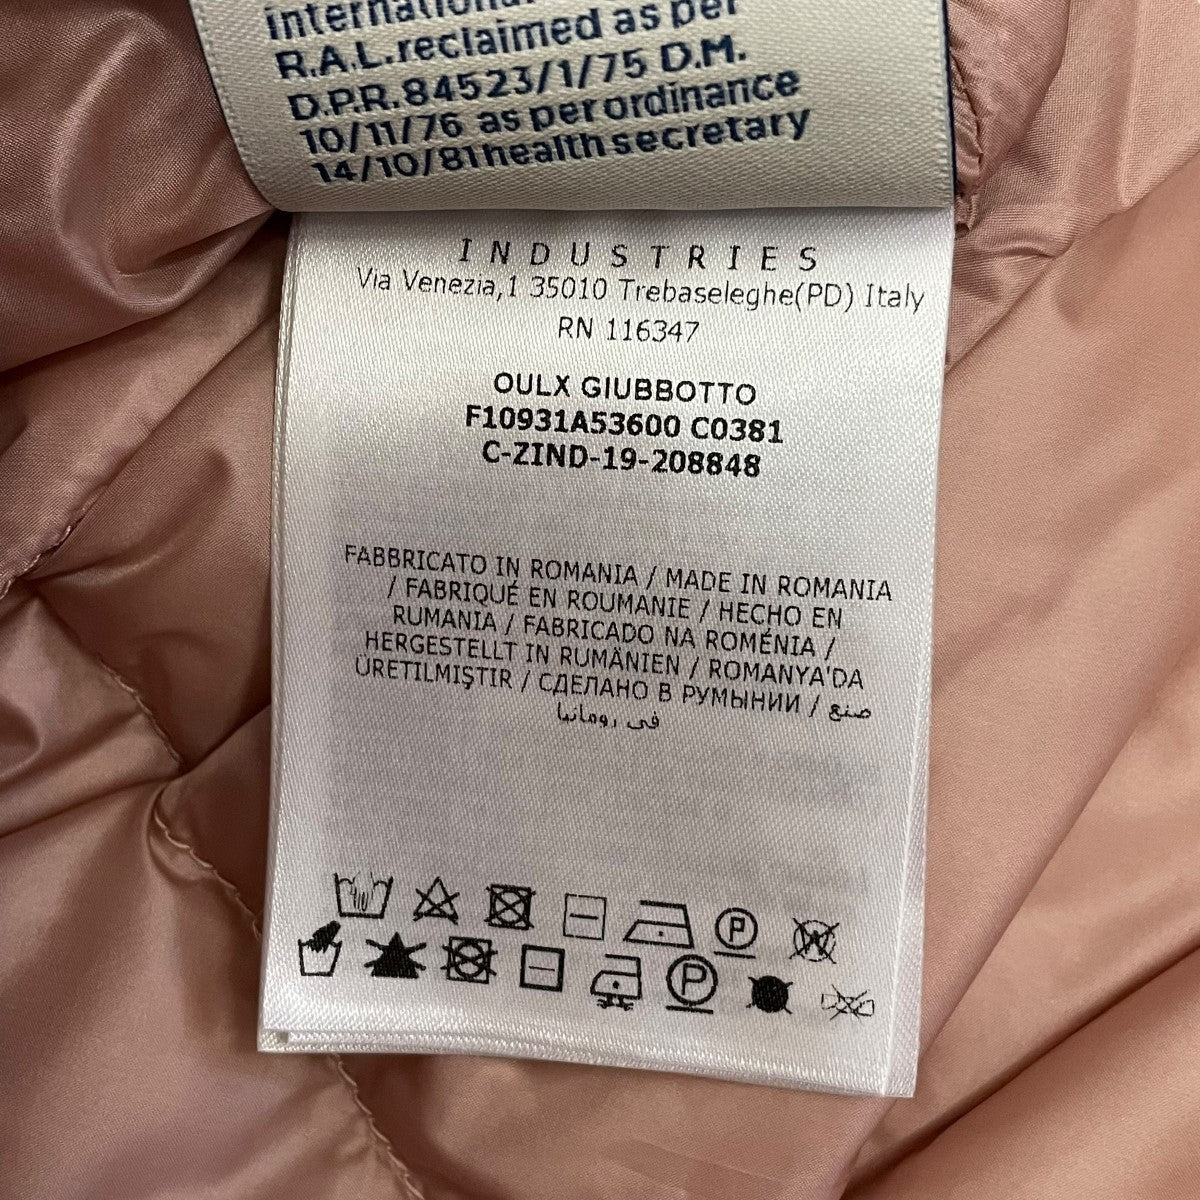 international
R.A.L. reclaimed as per
D.P.R. 84523/1/75 D.M.
10/11/76 as per ordinance
14/10/81 health secretary
INDUSTRIES
Via Venezia,1 35010 Trebaseleghe(PD) Italy
RN 116347
OULX GIUBBOTTO
F10931A53600 C0381
C-ZIND-19-208848
FABBRICATO IN ROMANIA / MADE IN ROMANIA
/ FABRIQUÉ EN ROUMANIE / HECHO EN
RUMANIA / FABRICADO NA ROMÉNIA /
HERGESTELLT IN RUMÄNIEN / ROMANYA'DA
ÜRETILMIŞTIR / СДЕЛАНО В РУМЫНИИ / صنع
في رومانيا
P W
P